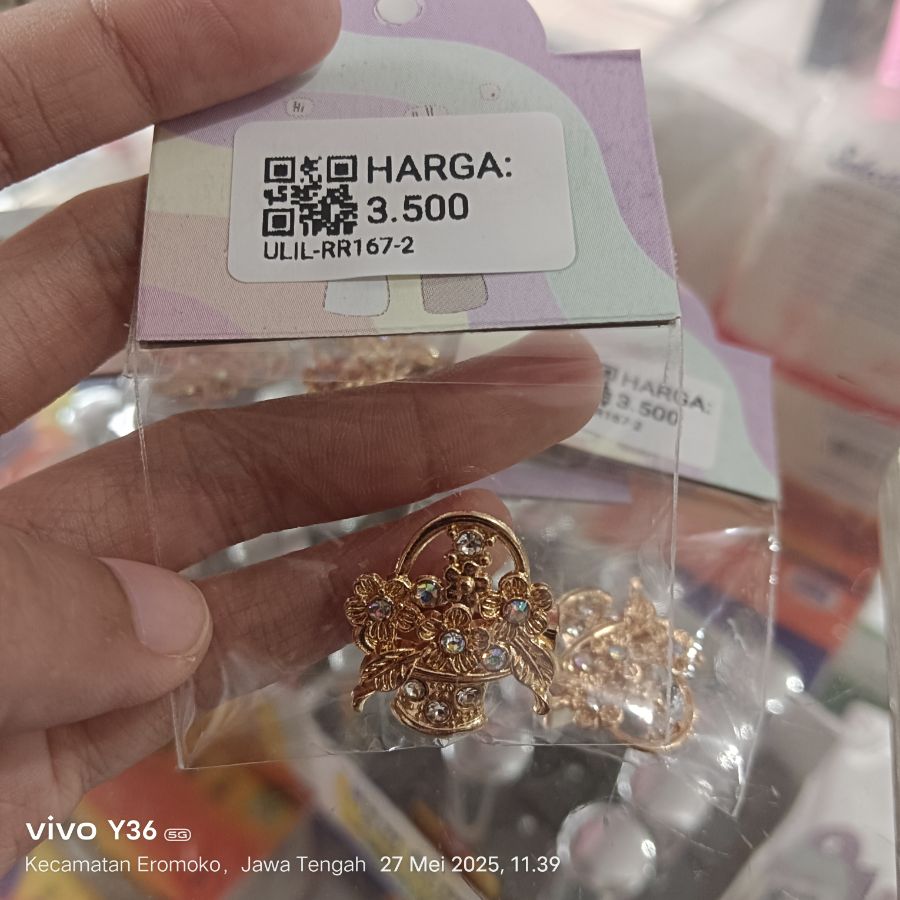 Hi
HARGA:
3.500
ULIL-RR167-2
HARGA:
3.500
vivo Y36 5G
Kecamatan Eromoko, Jawa Tengah 27 Mei 2025, 11.39